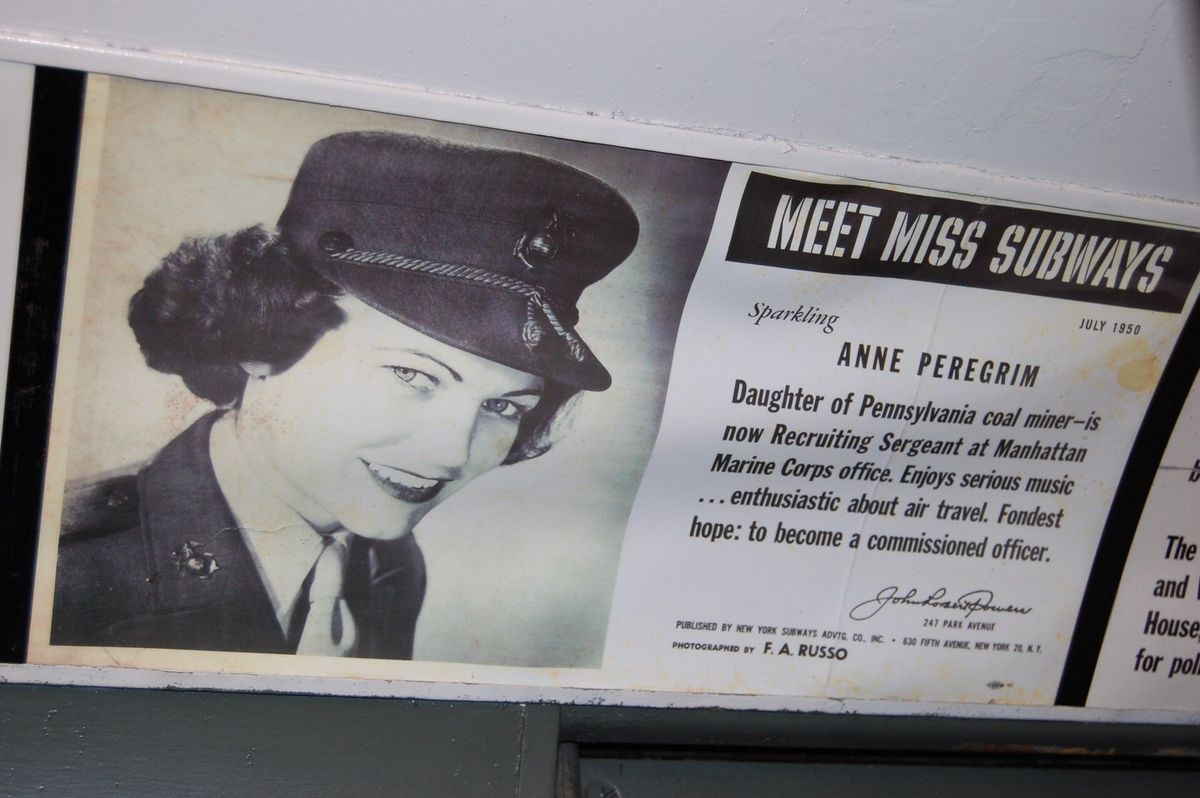 MEET MISS SUBWAYS
Sparkling
JULY 1950
ANNE PEREGRIM
Daughter of Pennsylvania coal miner—is
now Recruiting Sergeant at Manhattan
Marine Corps office. Enjoys serious music
... enthusiastic about air travel. Fondest
hope: to become a commissioned officer.
John Robert Powers
247 PARK AVENUE
PUBLISHED BY NEW YORK SUBWAYS ADVTG. CO., INC. • 630 FIFTH AVENUE, NEW YORK 20, N. Y.
PHOTOGRAPHED BY F. A. RUSSO
The
and
House,
for